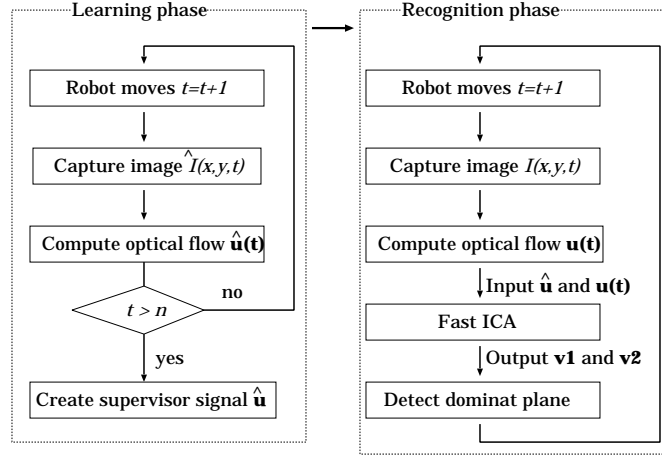 Learning phase
Robot moves t=t+1
Capture image Î(x,y,t)
Compute optical flow û(t)
t > n
no
yes
Create supervisor signal û
Recognition phase
Robot moves t=t+1
Capture image I(x,y,t)
Compute optical flow u(t)
Input û and u(t)
Fast ICA
Output v1 and v2
Detect dominat plane